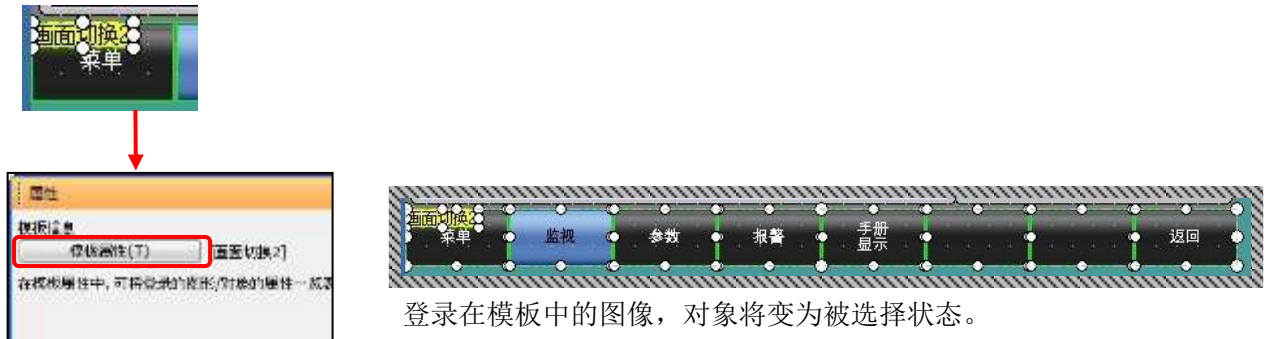 画面切换2
菜单
属性
模板信息
模板属性(T) [画面切换2]
在模板属性中，可将登录的图形/对象的属性一览表
画面切换2
菜单 监视 参数 报警 手册显示 返回
登录在模板中的图像，对象将变为被选择状态。